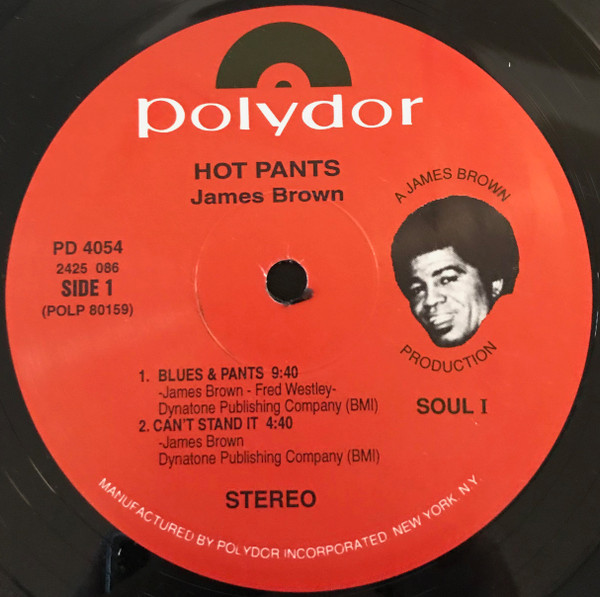 polydor
HOT PANTS
James Brown
A JAMES BROWN
PRODUCTION
PD 4054
2425 086
SIDE 1
(POLP 80159)
1. BLUES & PANTS 9:40
-James Brown - Fred Westley-
Dynatone Publishing Company (BMI)
2. CAN'T STAND IT 4:40
-James Brown
Dynatone Publishing Company (BMI)
SOUL I
STEREO
MANUFACTURED BY POLYDOR INCORPORATED. NEW YORK, N.Y.